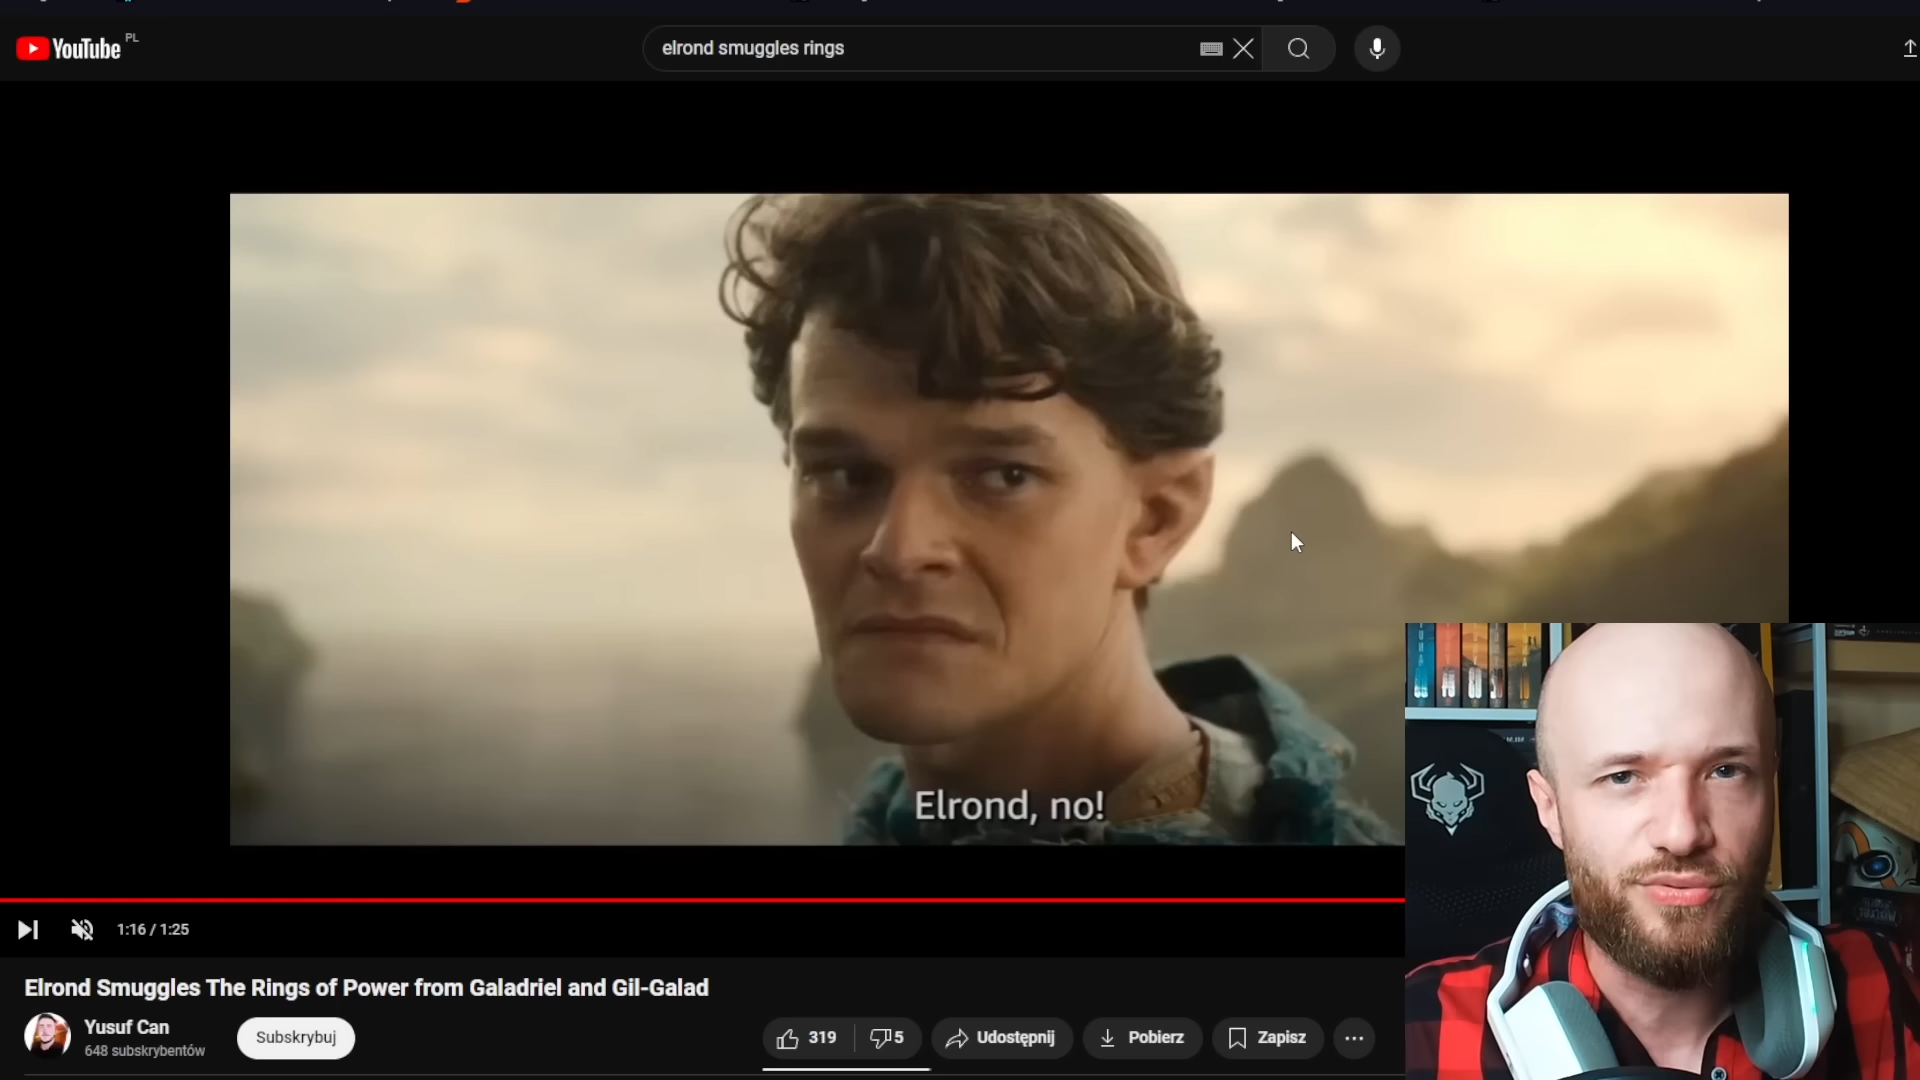 YouTube PL
elrond smuggles rings
Elrond, no!
1:16 / 1:25
Elrond Smuggles The Rings of Power from Galadriel and Gil-Galad
Yusuf Can
648 subskrybentów
Subskrybuj
319
5
Udostępnij
Pobierz
Zapisz